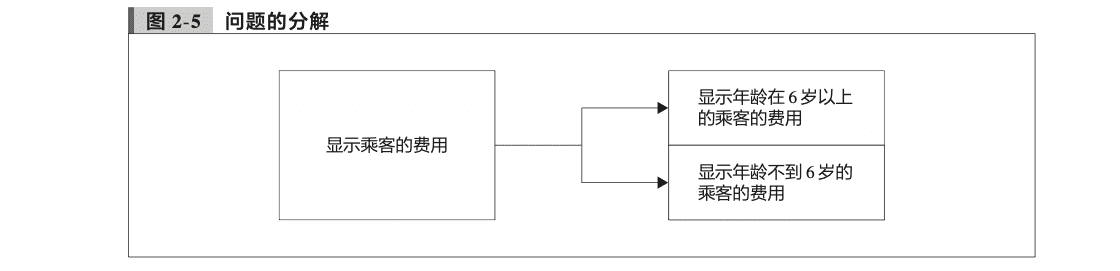 图 2-5 问题的分解
显示乘客的费用
显示年龄在 6 岁以上
的乘客的费用
显示年龄不到 6 岁的
乘客的费用